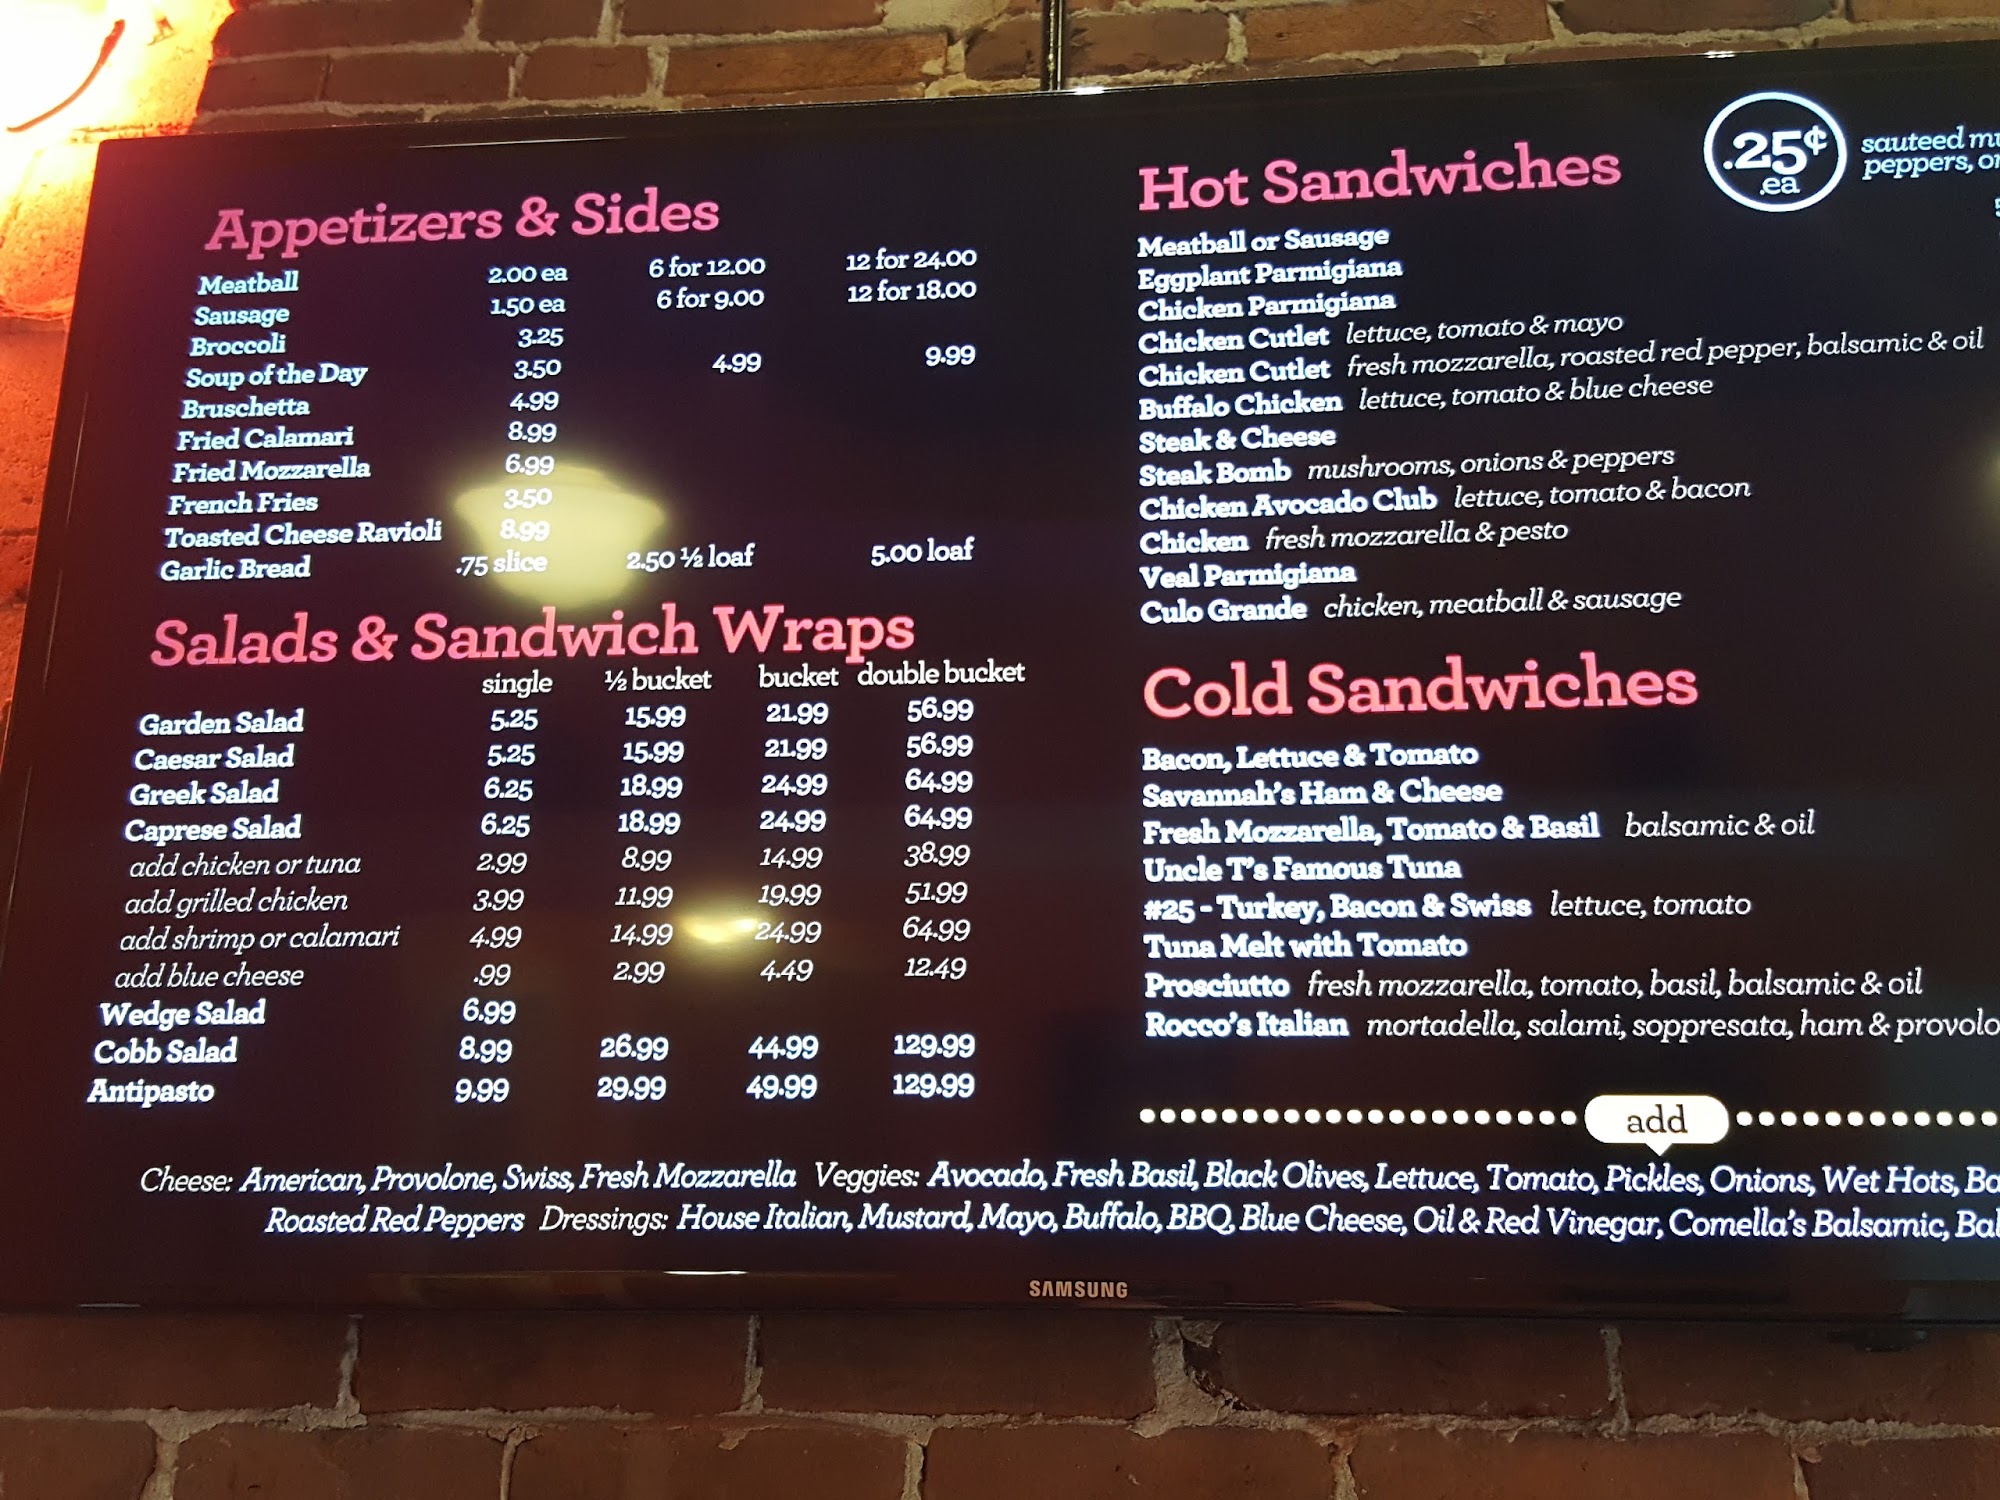 Appetizers & Sides
Meatball 2.00 ea 6 for 12.00 12 for 24.00
Sausage 1.50 ea 6 for 9.00 12 for 18.00
Broccoli 3.25
Soup of the Day 3.50 4.99 9.99
Bruschetta 4.99
Fried Calamari 8.99
Fried Mozzarella 6.99
French Fries 3.50
Toasted Cheese Ravioli 8.99
Garlic Bread .75 slice 2.50 ½ loaf 5.00 loaf
Salads & Sandwich Wraps
single ½ bucket bucket double bucket
Garden Salad 5.25 15.99 21.99 56.99
Caesar Salad 5.25 15.99 21.99 56.99
Greek Salad 6.25 18.99 24.99 64.99
Caprese Salad 6.25 18.99 24.99 64.99
add chicken or tuna 2.99 8.99 14.99 38.99
add grilled chicken 3.99 11.99 19.99 51.99
add shrimp or calamari 4.99 14.99 24.99 64.99
add blue cheese .99 2.99 4.49 12.49
Wedge Salad 6.99
Cobb Salad 8.99 26.99 44.99 129.99
Antipasto 9.99 29.99 49.99 129.99
Hot Sandwiches
.25¢ ea
sauteed
peppers,
Meatball or Sausage
Eggplant Parmigiana
Chicken Parmigiana
Chicken Cutlet lettuce, tomato & mayo
Chicken Cutlet fresh mozzarella, roasted red pepper, balsamic & oil
Buffalo Chicken lettuce, tomato & blue cheese
Steak & Cheese
Steak Bomb mushrooms, onions & peppers
Chicken Avocado Club lettuce, tomato & bacon
Chicken fresh mozzarella & pesto
Veal Parmigiana
Culo Grande chicken, meatball & sausage
Cold Sandwiches
Bacon, Lettuce & Tomato
Savannah's Ham & Cheese
Fresh Mozzarella, Tomato & Basil balsamic & oil
Uncle T's Famous Tuna
#25 - Turkey, Bacon & Swiss lettuce, tomato
Tuna Melt with Tomato
Prosciutto fresh mozzarella, tomato, basil, balsamic & oil
Rocco's Italian mortadella, salami, soppresata, ham & provolo
add
Cheese: American, Provolone, Swiss, Fresh Mozzarella Veggies: Avocado, Fresh Basil, Black Olives, Lettuce, Tomato, Pickles, Onions, Wet Hots,
Roasted Red Peppers Dressings: House Italian, Mustard, Mayo, Buffalo, BBQ, Blue Cheese, Oil & Red Vinegar, Comella's Balsamic,
SAMSUNG